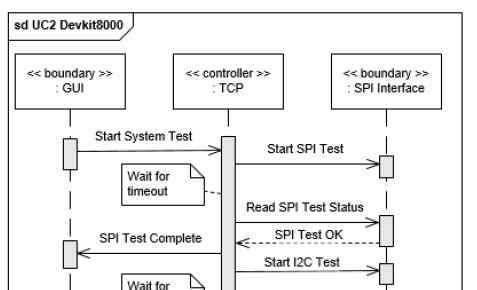 sd UC2 Devkit8000
<< boundary >>
: GUI
<< controller >>
: TCP
<< boundary >>
: SPI Interface
Start System Test
Start SPI Test
Wait for
timeout
Read SPI Test Status
SPI Test OK
SPI Test Complete
Start I2C Test
Wait for